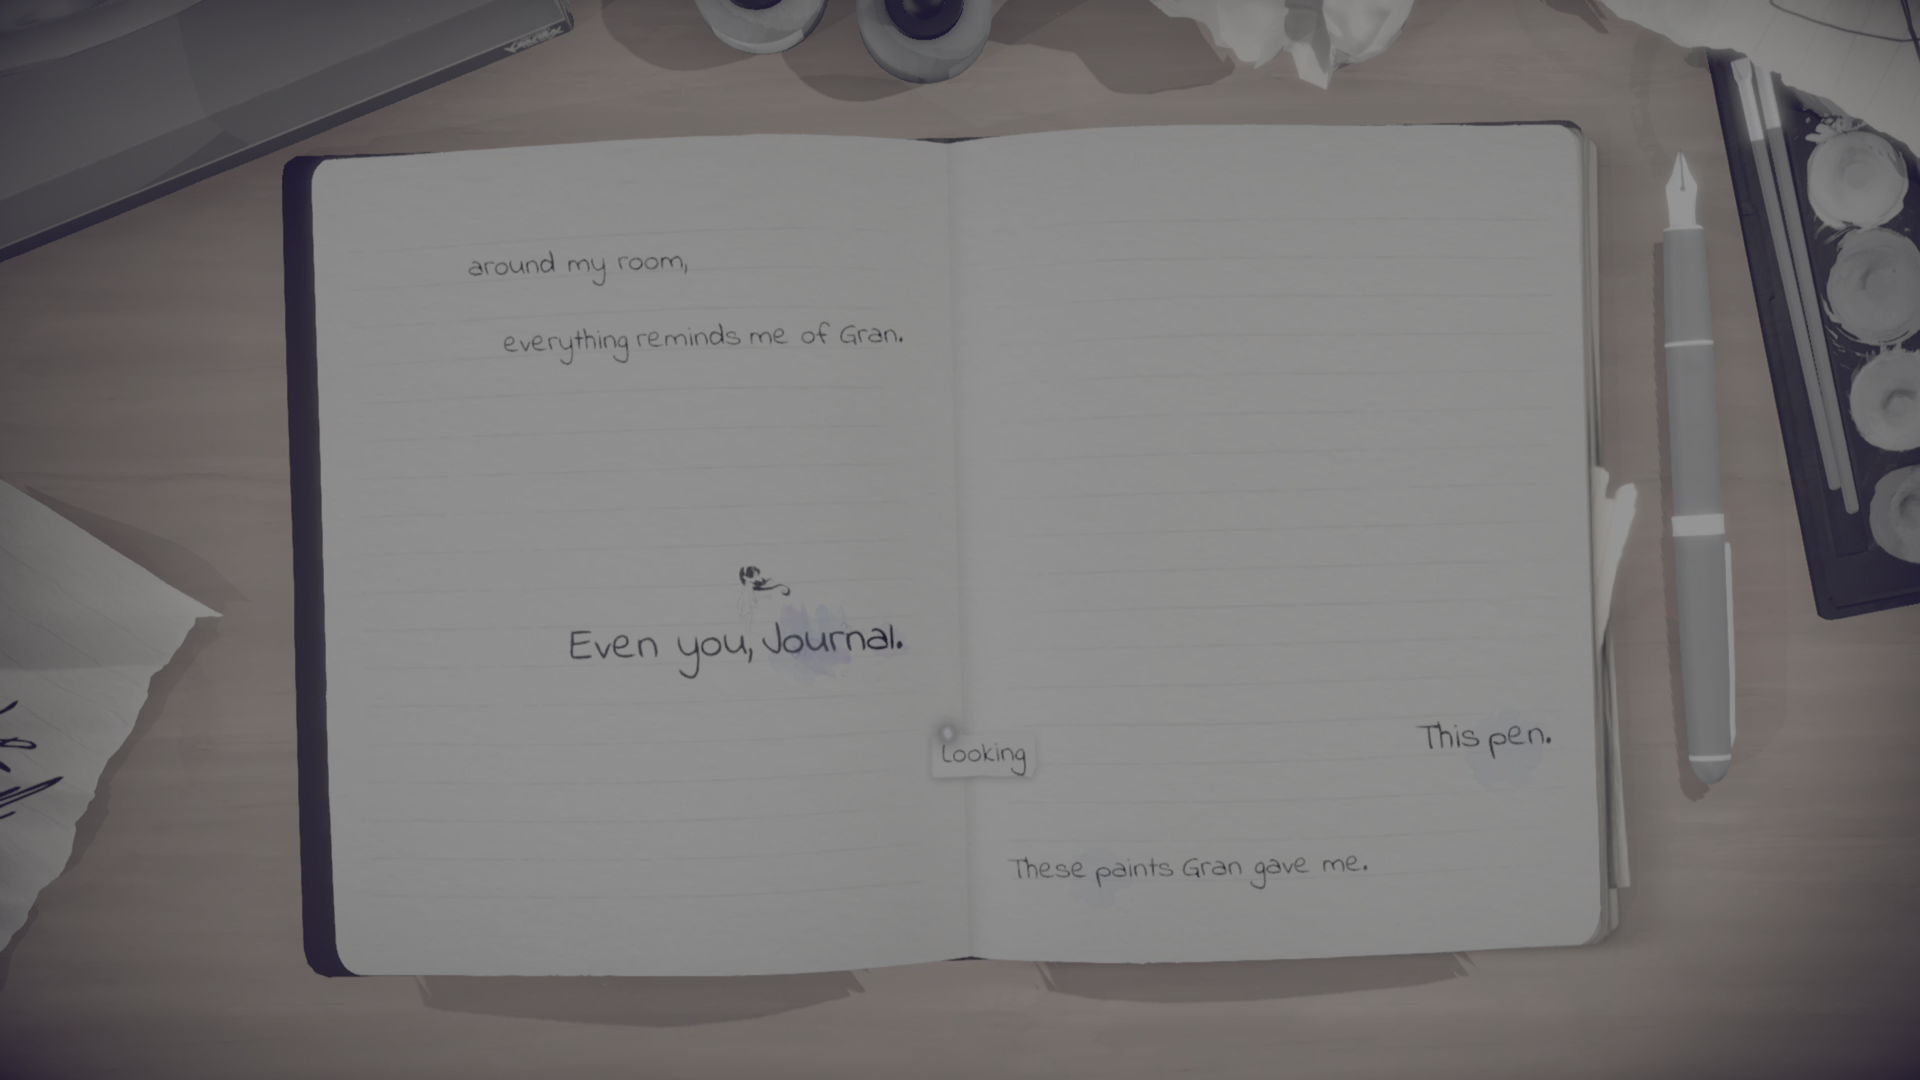 around my room,
everything reminds me of Gran.
Even you, Journal.
Looking
This pen.
These paints Gran gave me.